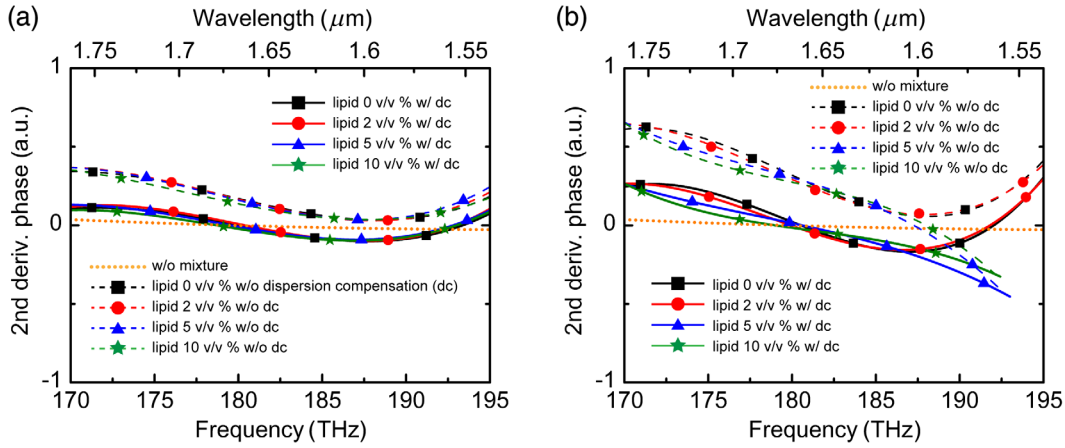 (a)
Wavelength (μm)
1.75 1.7 1.65 1.6 1.55
1
0
-1
2nd deriv. phase (a.u.)
lipid 0 v/v % w/ dc
lipid 2 v/v % w/ dc
lipid 5 v/v % w/ dc
lipid 10 v/v % w/ dc
w/o mixture
lipid 0 v/v % w/o dispersion compensation (dc)
lipid 2 v/v % w/o dc
lipid 5 v/v % w/o dc
lipid 10 v/v % w/o dc
170 175 180 185 190 195
Frequency (THz)
(b)
Wavelength (μm)
1.75 1.7 1.65 1.6 1.55
1
0
-1
2nd deriv. phase (a.u.)
w/o mixture
lipid 0 v/v % w/o dc
lipid 2 v/v % w/o dc
lipid 5 v/v % w/o dc
lipid 10 v/v % w/o dc
lipid 0 v/v % w/ dc
lipid 2 v/v % w/ dc
lipid 5 v/v % w/ dc
lipid 10 v/v % w/ dc
170 175 180 185 190 195
Frequency (THz)